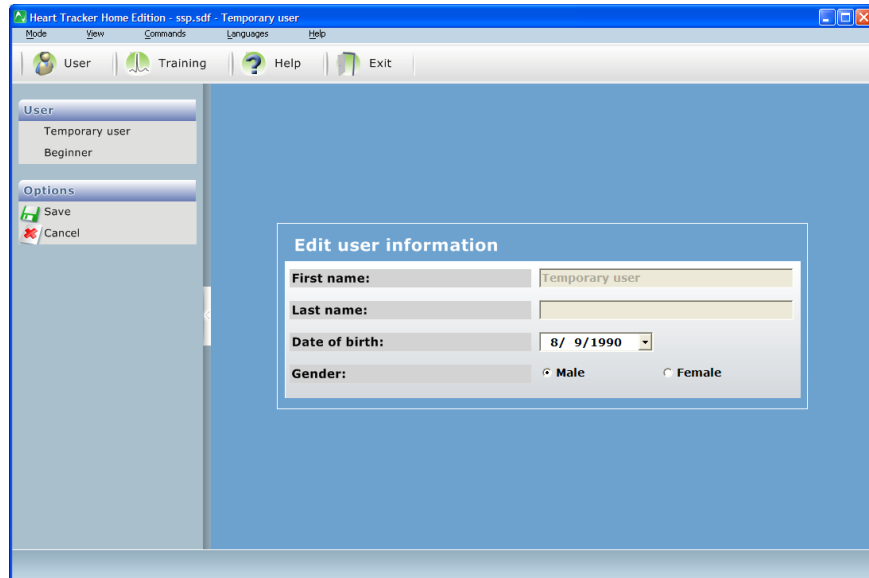 Heart Tracker Home Edition - ssp.sdf - Temporary user
Mode View Commands Languages Help
User Training Help Exit
User
Temporary user
Beginner
Options
Save
Cancel
Edit user information
First name: Temporary user
Last name:
Date of birth: 8/ 9/1990
Gender: Male Female